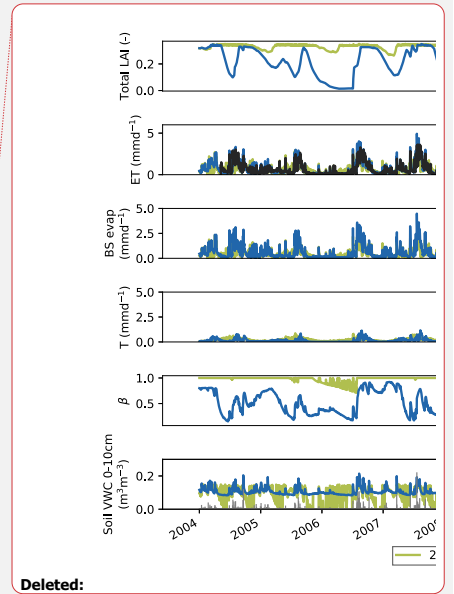 Total LAI (-)
0.2
0.0
ET (mmd⁻¹)
5
0
BS evap
(mmd⁻¹)
5.0
2.5
0.0
T (mmd⁻¹)
5.0
2.5
0.0
β
1.0
0.5
Soil VWC 0-10cm
(m³m⁻³)
0.2
0.0
2004
2005
2006
2007
2
Deleted: